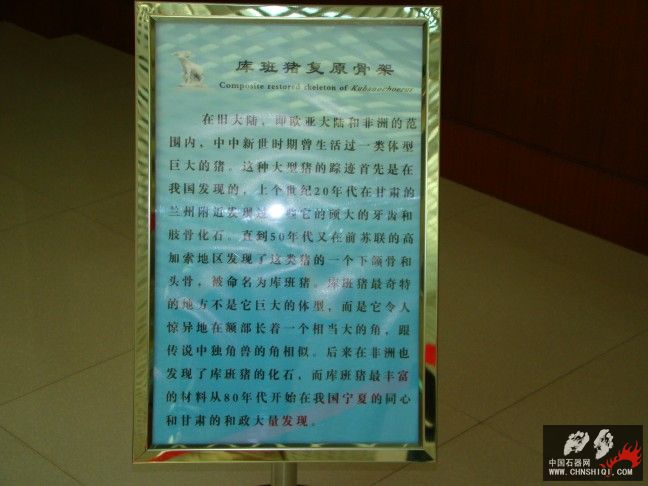 库班猪复原骨架
Composite restored skeleton of Kubanochoerus
在旧大陆，即欧亚大陆和非洲的范
围内，中中新世时期曾生活过一类体型
巨大的猪。这种大型猪的踪迹首先是在
我国发现的，上个世纪20年代在甘肃的
兰州附近发现过一些它的硕大的牙齿和
肢骨化石。直到50年代又在前苏联的高
加索地区发现了这类猪的一个下颌骨和
头骨，被命名为库班猪。库班猪最奇特
的地方不是它巨大的体型，而是它令人
惊异地在额部长着一个相当大的角，跟
传说中独角兽的角相似。后来在非洲也
发现了库班猪的化石，而库班猪最丰富
的材料从80年代开始在我国宁夏的同心
和甘肃的和政大量发现。
中国石器网
WWW.CHNSHIQI.COM